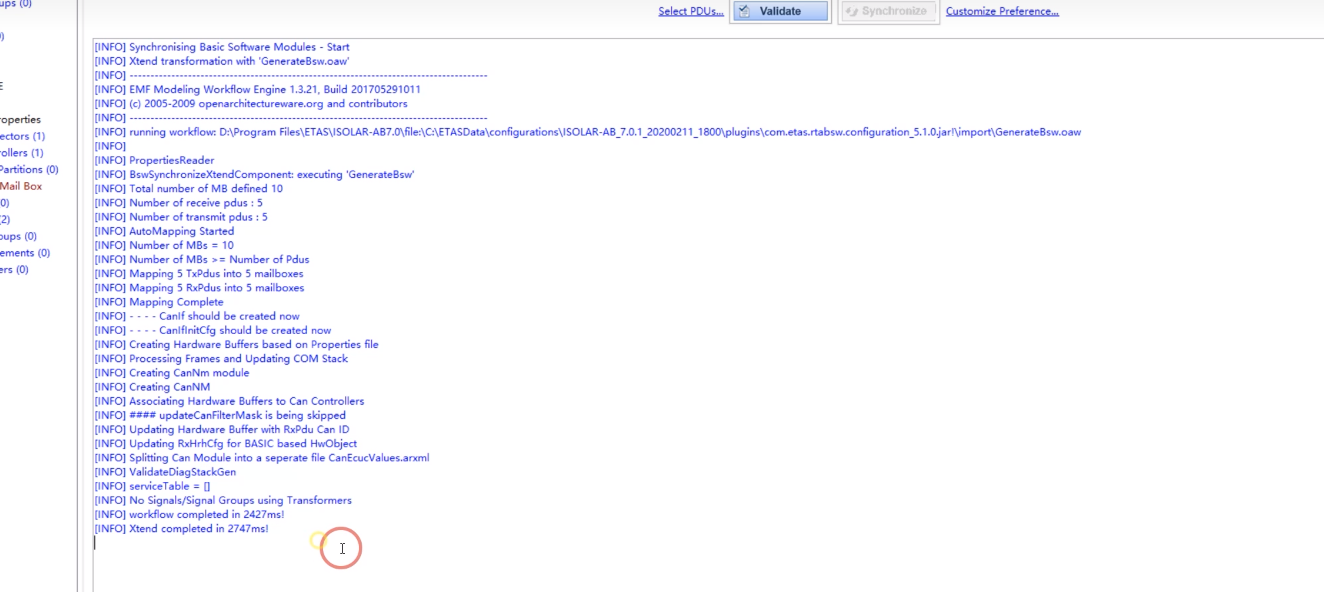 ups (0)
Select PDUs...
Validate
Synchronize
Customize Preference...
)
E
operties
ectors (1)
ollers (1)
Partitions (0)
Mail Box
0)
(2)
oups (0)
ements (0)
ers (0)
[INFO] Synchronising Basic Software Modules - Start
[INFO] Xtend transformation with 'GenerateBsw.oaw'
[INFO] --------------------------------------------------------------------------------------
[INFO] EMF Modeling Workflow Engine 1.3.21, Build 201705291011
[INFO] (c) 2005-2009 openarchitectureware.org and contributors
[INFO] --------------------------------------------------------------------------------------
[INFO] running workflow: D:\Program Files\ETAS\ISOLAR-AB7.0\file:\C:\ETASData\configurations\ISOLAR-AB_7.0.1_20200211_1800\plugins\com.etas.rtabsw.configuration_5.1.0.jar!\import\GenerateBsw.oaw
[INFO]
[INFO] PropertiesReader
[INFO] BswSynchronizeXtendComponent: executing 'GenerateBsw'
[INFO] Total number of MB defined 10
[INFO] Number of receive pdus : 5
[INFO] Number of transmit pdus : 5
[INFO] AutoMapping Started
[INFO] Number of MBs = 10
[INFO] Number of MBs >= Number of Pdus
[INFO] Mapping 5 TxPdus into 5 mailboxes
[INFO] Mapping 5 RxPdus into 5 mailboxes
[INFO] Mapping Complete
[INFO] - - - - CanIf should be created now
[INFO] - - - - CanIfInitCfg should be created now
[INFO] Creating Hardware Buffers based on Properties file
[INFO] Processing Frames and Updating COM Stack
[INFO] Creating CanNm module
[INFO] Creating CanNM
[INFO] Associating Hardware Buffers to Can Controllers
[INFO] #### updateCanFilterMask is being skipped
[INFO] Updating Hardware Buffer with RxPdu Can ID
[INFO] Updating RxHrhCfg for BASIC based HwObject
[INFO] Splitting Can Module into a seperate file CanEcucValues.arxml
[INFO] ValidateDiagStackGen
[INFO] serviceTable = []
[INFO] No Signals/Signal Groups using Transformers
[INFO] workflow completed in 2427ms!
[INFO] Xtend completed in 2747ms!